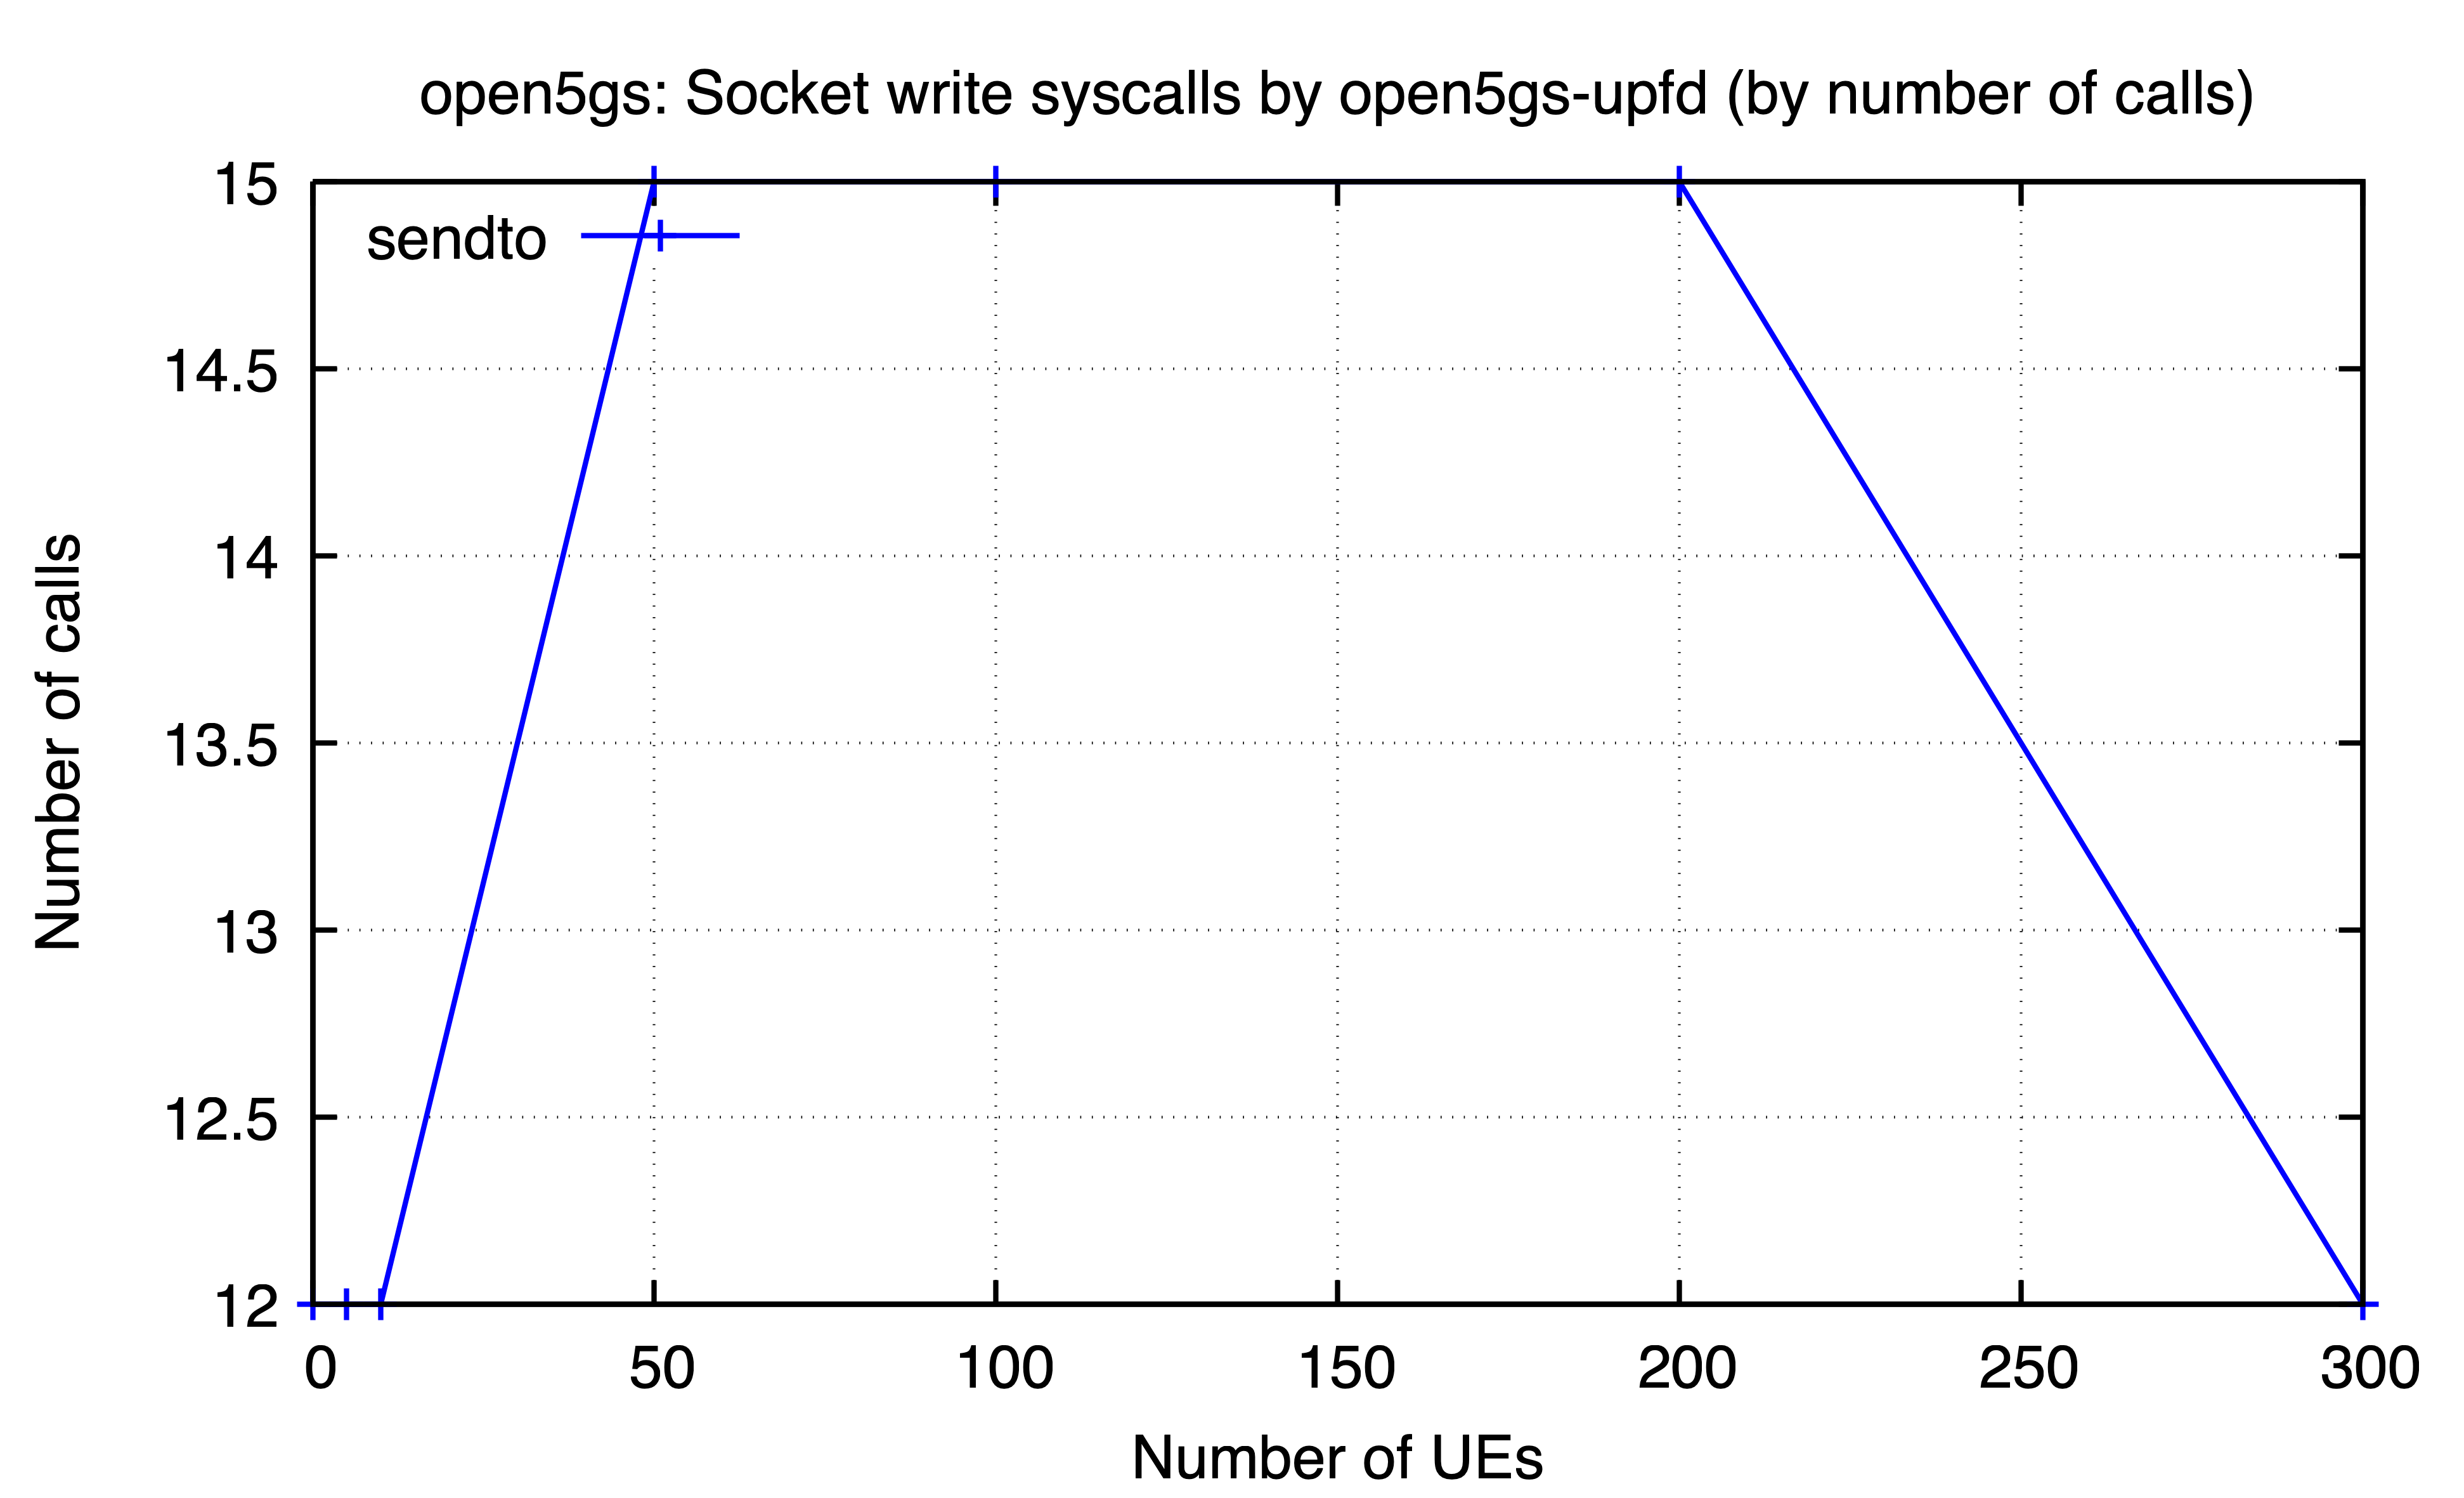 open5gs: Socket write syscalls by open5gs-upfd (by number of calls)
15
sendto
14.5
14
13.5
13
12.5
12
Number of calls
0 50 100 150 200 250 300
Number of UEs